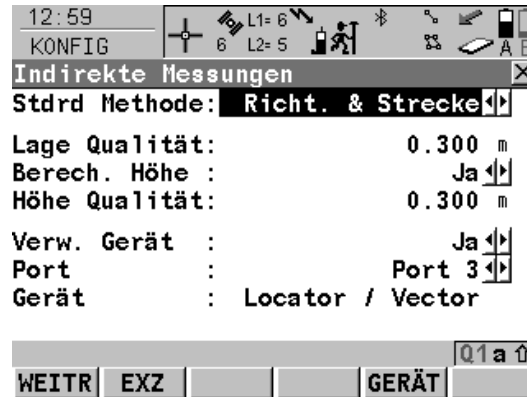 12:59
KONFIG
L1= 6
6 L2= 5
A
Indirekte Messungen
Stdrd Methode: Richt. & Strecke
Lage Qualität: 0.300 m
Berech. Höhe : Ja
Höhe Qualität: 0.300 m
Verw. Gerät : Ja
Port : Port 3
Gerät : Locator / Vector
Q1 a
WEITR EXZ GERÄT